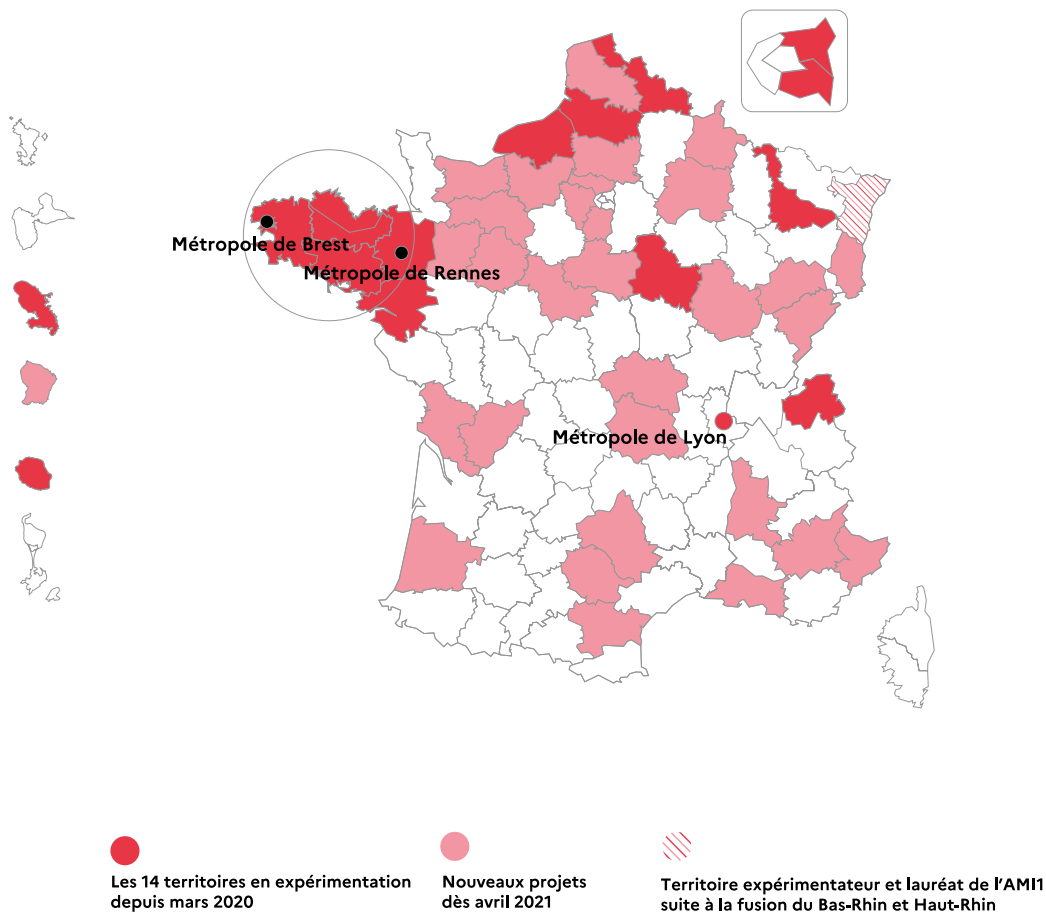 Métropole de Brest
Métropole de Rennes
Métropole de Lyon
Les 14 territoires en expérimentation
depuis mars 2020
Nouveaux projets
dès avril 2021
Territoire expérimentateur et lauréat de l'AMI1
suite à la fusion du Bas-Rhin et Haut-Rhin